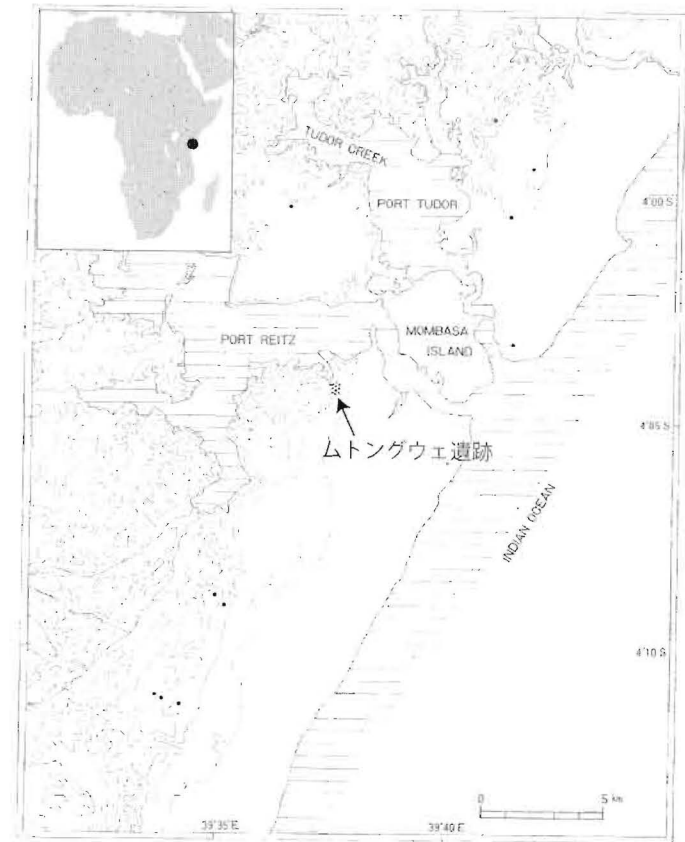 TUDOR CREEK
PORT TUDOR
4°00 S
PORT REITZ
MOMBASA
ISLAND
4°05 S
ムトングウェ遺跡
INDIAN OCEAN
4°10 S
0 5 km
39°35 E
39°40 E